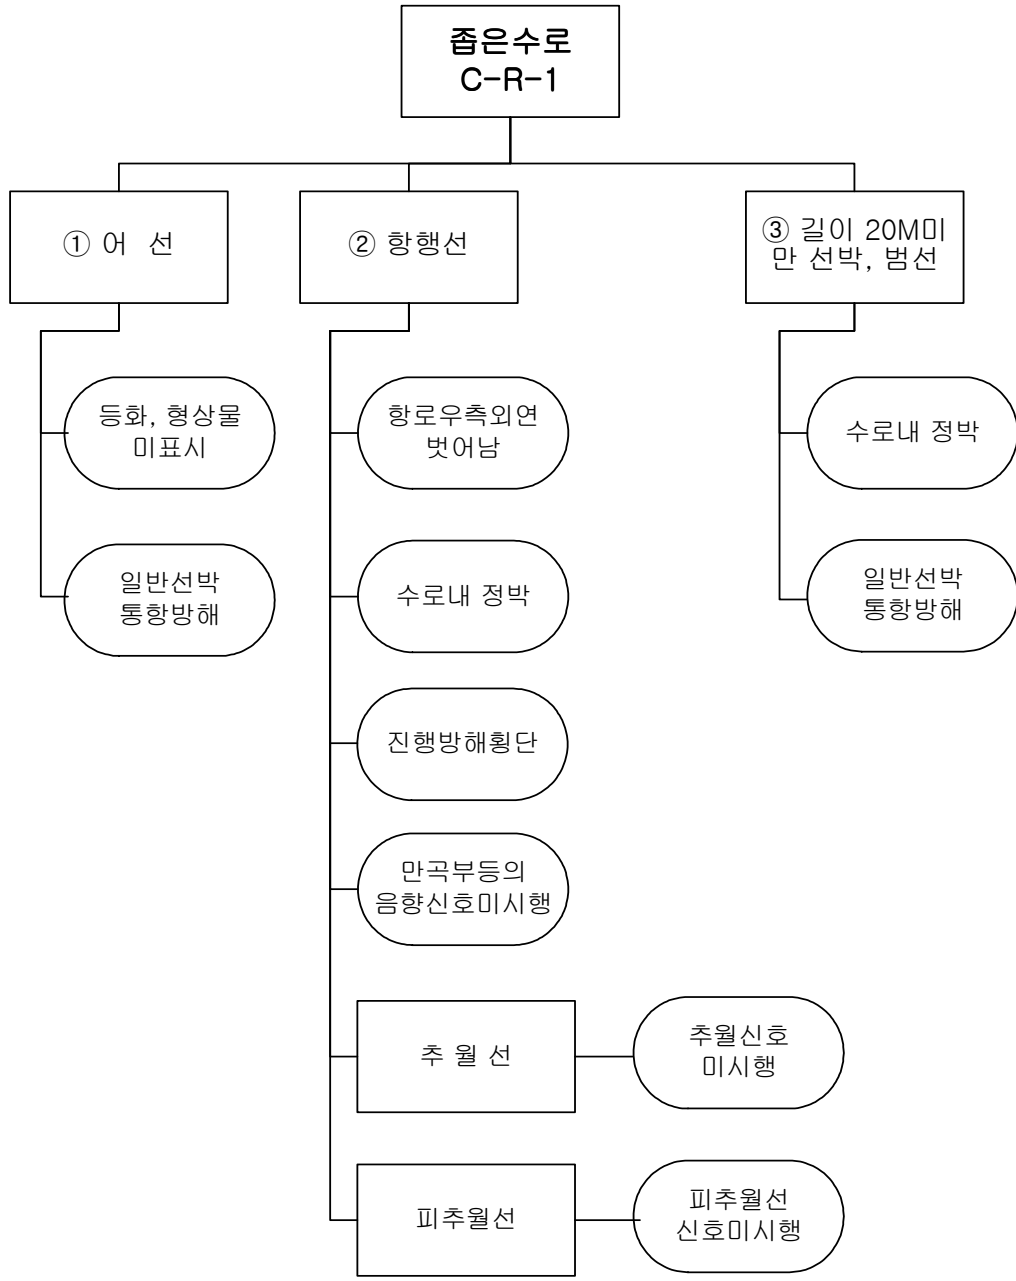 좁은수로
C-R-1
① 어 선
② 항행선
③ 길이 20M미
만 선박, 범선
등화, 형상물
미표시
항로우측외연
벗어남
수로내 정박
일반선박
통항방해
수로내 정박
일반선박
통항방해
진행방해횡단
만곡부등의
음향신호미시행
추 월 선
추월신호
미시행
피추월선
피추월선
신호미시행